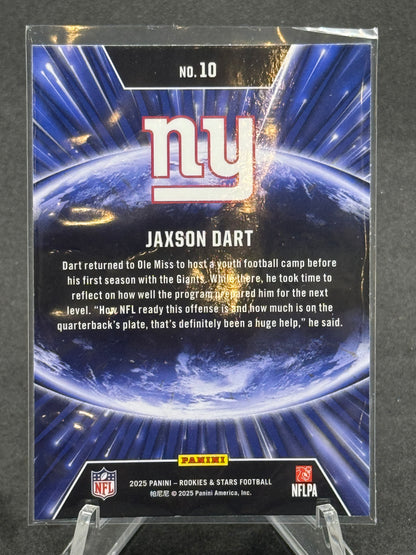 NO. 10
ny
JAXSON DART
Dart returned to Ole Miss to host a youth football camp before
his first season with the Giants. While there, he took time to
reflect on how well the program prepared him for the next
level. “How NFL ready this offense is and how much is on the
quarterback’s plate, that’s definitely been a huge help,” he said.
PANINI
NFL
2025 PANINI – ROOKIES & STARS FOOTBALL
帕尼尼 © 2025 Panini America, Inc.
NFLPA